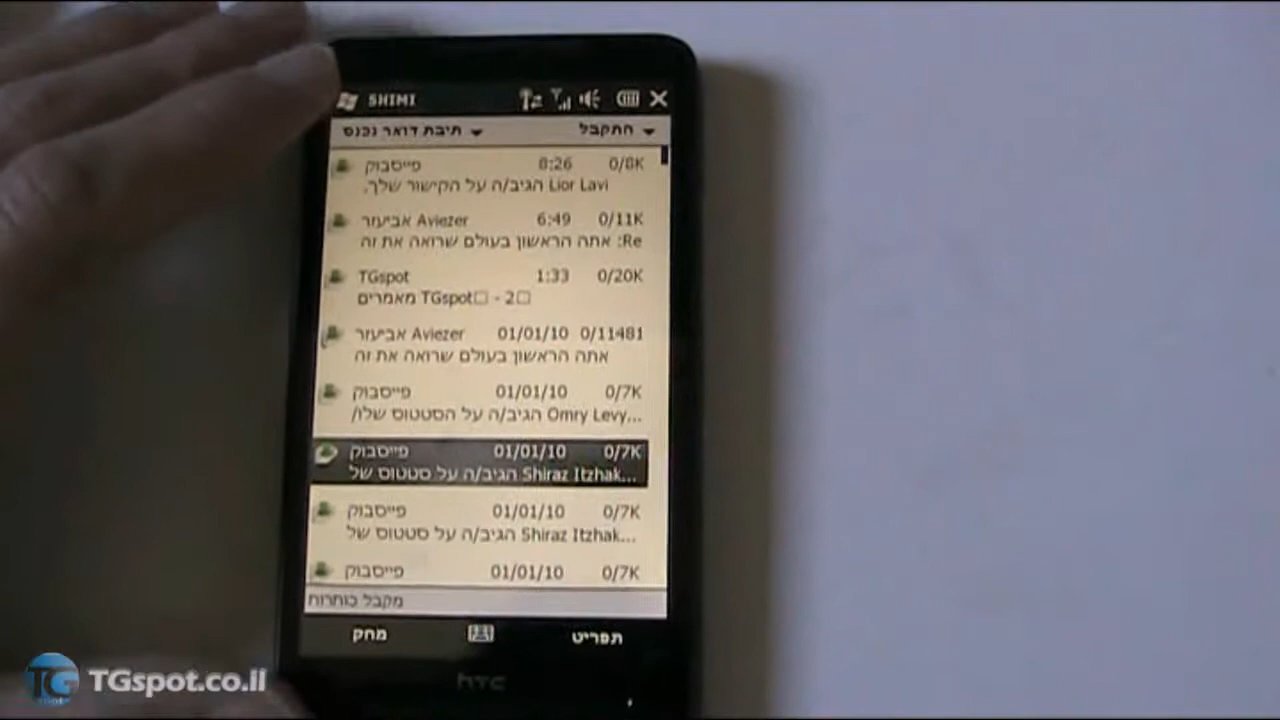 SHIMI
תיבת דואר נכנס התקבל
פייסבוק 8:26 0/8K
Lior Lavi הגיב/ה על הקישור שלך.
אביעזר Aviezer 6:49 0/11K
Re: אתה הראשון בעולם שרואה את זה
TGspot 1:33 0/20K
מאמרים TGspot□ - 2□
אביעזר Aviezer 01/01/10 0/11481
אתה הראשון בעולם שרואה את זה
פייסבוק 01/01/10 0/7K
Omry Levy... הגיב/ה על הסטטוס שלו/
פייסבוק 01/01/10 0/7K
Shiraz Itzhak... הגיב/ה על סטטוס של
פייסבוק 01/01/10 0/7K
Shiraz Itzhak... הגיב/ה על סטטוס של
פייסבוק 01/01/10 0/7K
מקבל כותרות
מחק תפריט
hTC
TGspot.co.il